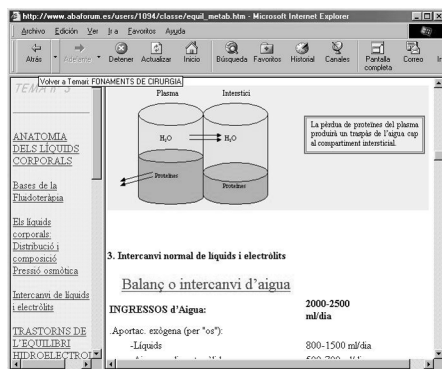 http://www.abaforum.es/users/1094/classe/equil_metab.htm - Microsoft Internet Explorer
Archivo Edición Ver Ir a Favoritos Ayuda
Atrás Adelante Detener Actualizar Inicio Búsqueda Favoritos Historial Canales Pantalla completa Correo
Volver a Temari: FONAMENTS DE CIRURGIA
ANATOMIA
DELS LÍQUIDS
CORPORALS
Bases de la
Fluidoteràpia
Els líquids
corporals:
Distribució i
composició
Pressió osmòtica
Intercanvi de líquids
i electròlits
TRASTORNS DE
L'EQUILIBRI
HIDROELECTROL
Plasma Interstici
H₂O H₂O
Proteïnes Proteïnes
La pèrdua de proteïnes del plasma
produirà un traspàs de l'aigua cap
al compartiment intersticial.
3. Intercanvi normal de líquids i electròlits
Balanç o intercanvi d'aigua
INGRESSOS d'Aigua: 2000-2500
ml/dia
Aportac. exògena (per "os"):
-Líquids 800-1500 ml/dia